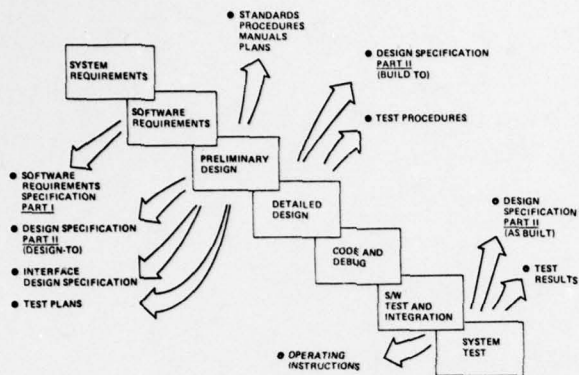 ● STANDARDS
PROCEDURES
MANUALS
PLANS
● DESIGN SPECIFICATION
PART II
(BUILD TO)
● TEST PROCEDURES
SYSTEM
REQUIREMENTS
SOFTWARE
REQUIREMENTS
PRELIMINARY
DESIGN
DETAILED
DESIGN
CODE AND
DEBUG
S/W
TEST AND
INTEGRATION
SYSTEM
TEST
● SOFTWARE
REQUIREMENTS
SPECIFICATION
PART I
● DESIGN SPECIFICATION
PART II
(DESIGN-TO)
● INTERFACE
DESIGN SPECIFICATION
● TEST PLANS
● DESIGN
SPECIFICATION
PART II
(AS BUILT)
● TEST
RESULTS
● OPERATING
INSTRUCTIONS